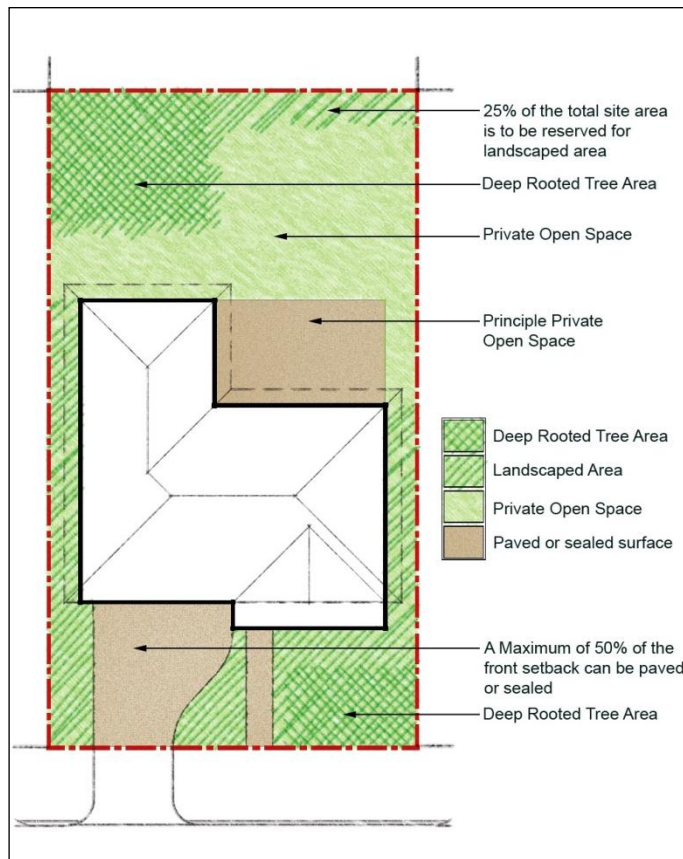 25% of the total site area
is to be reserved for
landscaped area
Deep Rooted Tree Area
Private Open Space
Principle Private
Open Space
Deep Rooted Tree Area
Landscaped Area
Private Open Space
Paved or sealed surface
A Maximum of 50% of the
front setback can be paved
or sealed
Deep Rooted Tree Area